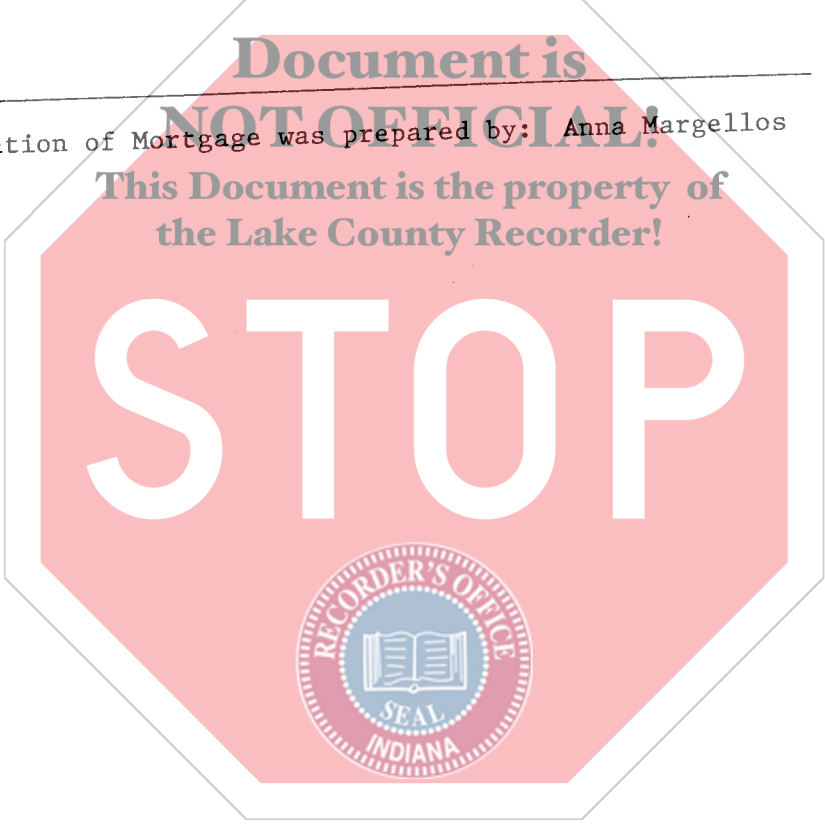 Document is
NOT OFFICIAL!
tion of Mortgage was prepared by: Anna Margellos
This Document is the property of
the Lake County Recorder!
STOP
RECORDER'S OFFICE
SEAL
INDIANA